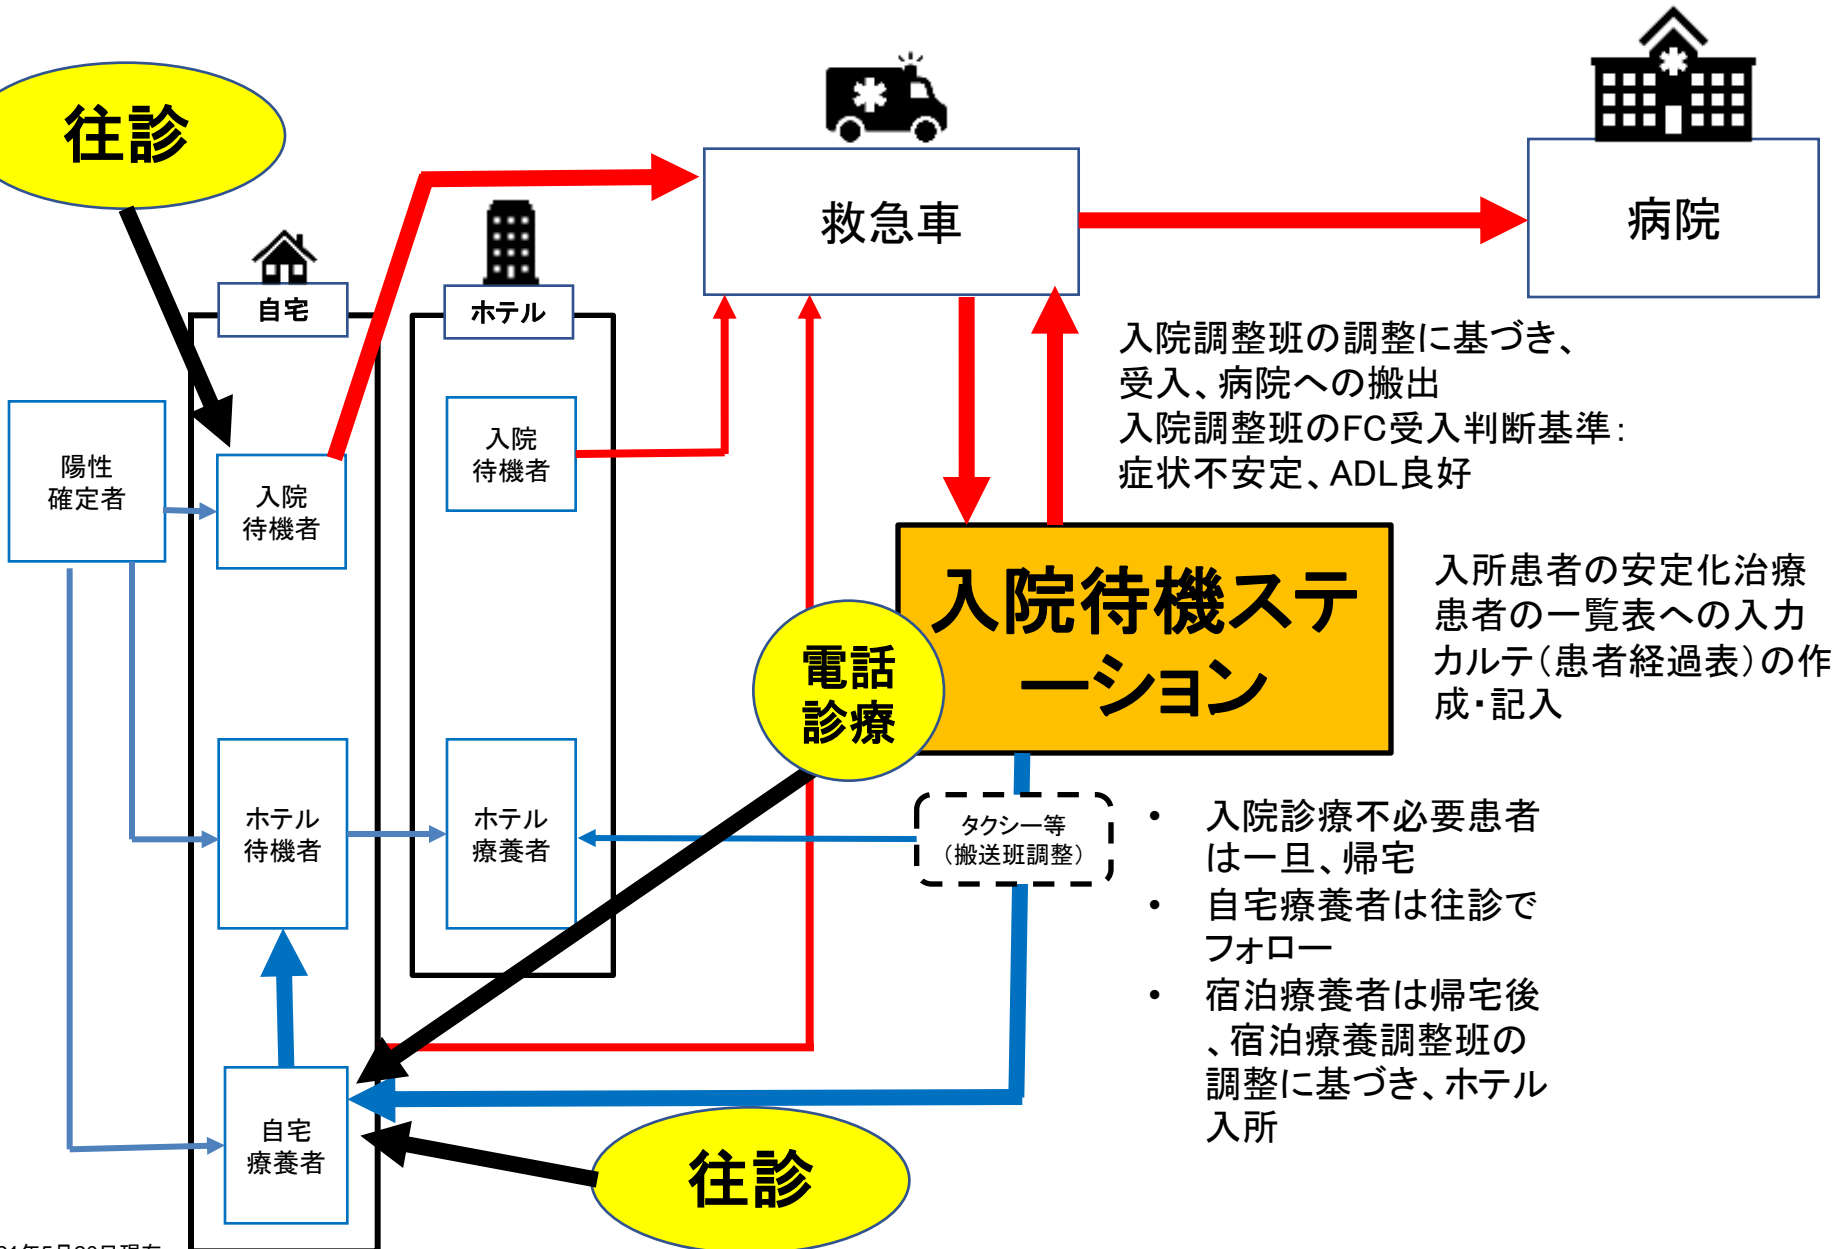 往診
救急車
病院
自宅
ホテル
陽性
確定者
入院
待機者
入院
待機者
入院調整班の調整に基づき、
受入、病院への搬出
入院調整班のFC受入判断基準：
症状不安定、ADL良好
入院待機ステ
ーション
入所患者の安定化治療
患者の一覧表への入力
カルテ（患者経過表）の作
成・記入
電話
診療
ホテル
待機者
ホテル
療養者
タクシー等
（搬送班調整）
• 入院診療不必要患者
は一旦、帰宅
• 自宅療養者は往診で
フォロー
• 宿泊療養者は帰宅後
、宿泊療養調整班の
調整に基づき、ホテル
入所
自宅
療養者
往診